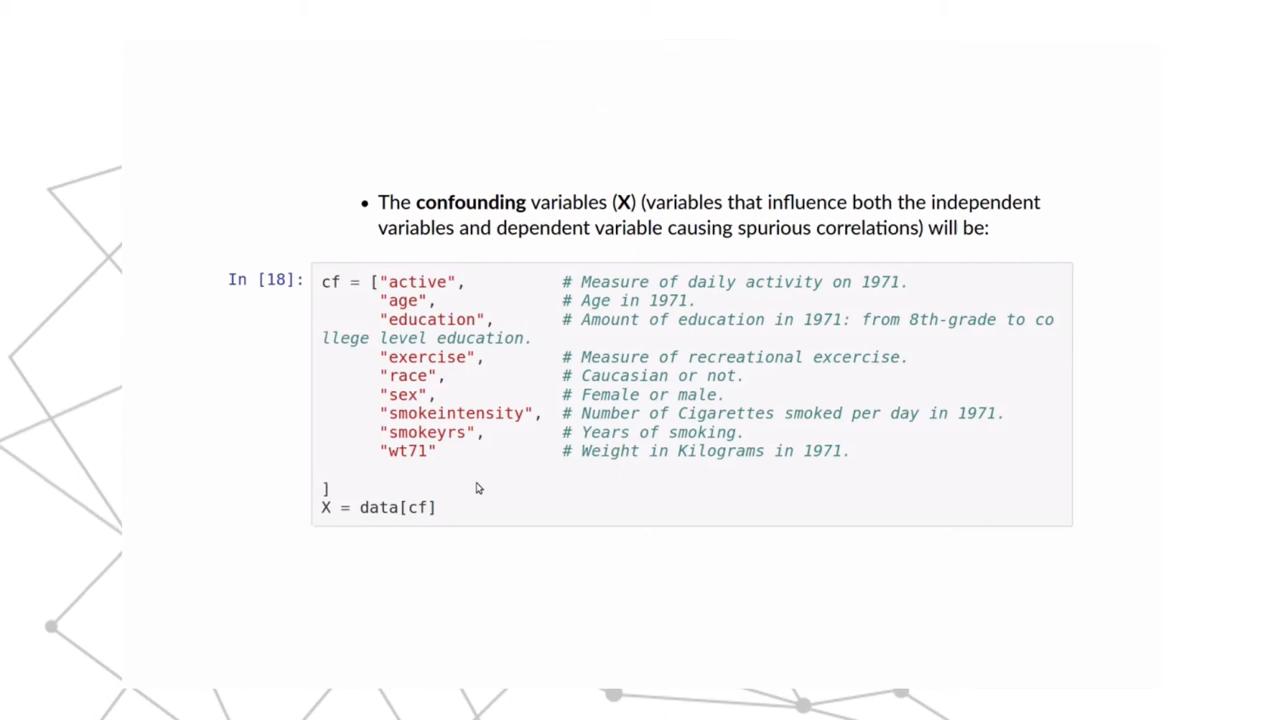 • The confounding variables (X) (variables that influence both the independent
variables and dependent variable causing spurious correlations) will be:
In [18]: cf = ["active", # Measure of daily activity on 1971.
"age", # Age in 1971.
"education", # Amount of education in 1971: from 8th-grade to co
llege level education.
"exercise", # Measure of recreational excercise.
"race", # Caucasian or not.
"sex", # Female or male.
"smokeintensity", # Number of Cigarettes smoked per day in 1971.
"smokeyrs", # Years of smoking.
"wt71" # Weight in Kilograms in 1971.
]
X = data[cf]